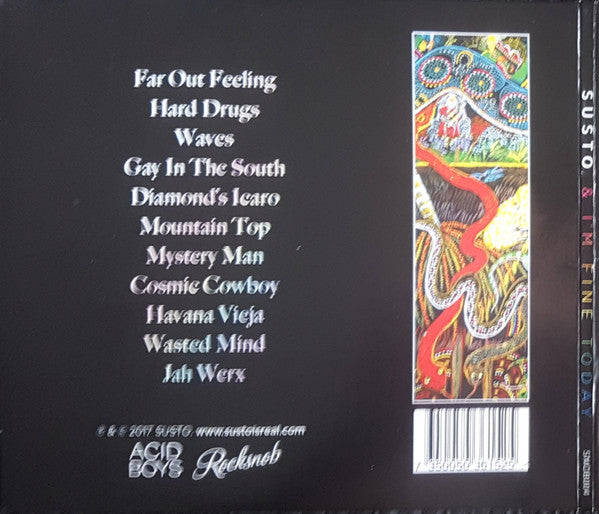 Far Out Feeling
Hard Drugs
Waves
Gay In The South
Diamond's Icaro
Mountain Top
Mystery Man
Cosmic Cowboy
Havana Vieja
Wasted Mind
Jah Werx
℗ & © 2017 SUSTO. www.sustoisreal.com
ACID
BOYS
Rocksnob
SUSTO & I'M FINE TODAY